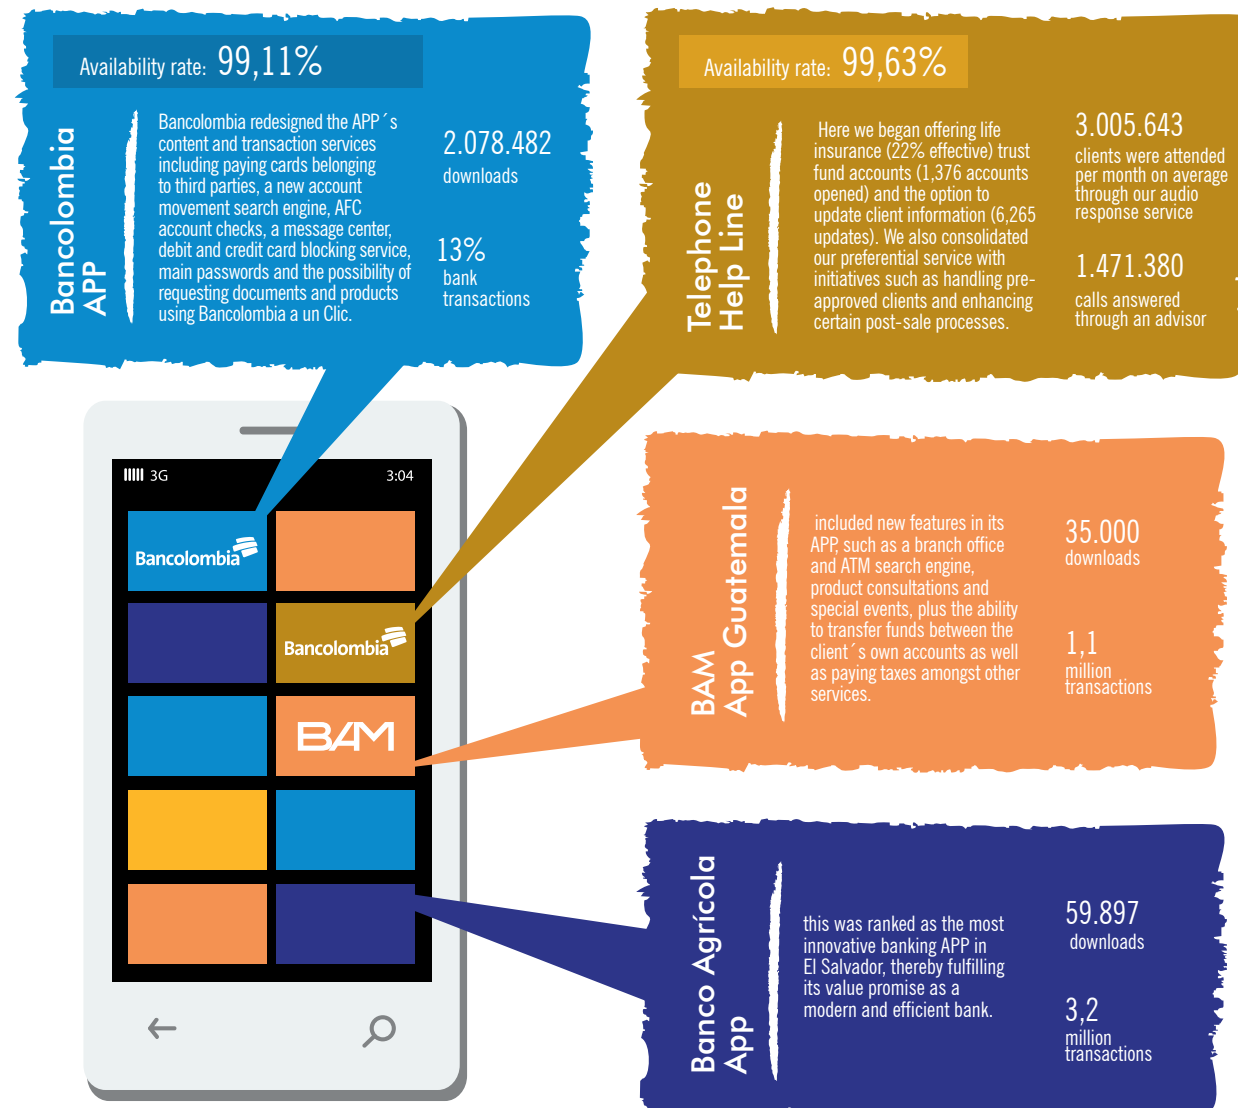 Availability rate: 99,11%
Bancolombia
APP
Bancolombia redesigned the APP´s
content and transaction services
including paying cards belonging
to third parties, a new account
movement search engine, AFC
account checks, a message center,
debit and credit card blocking service,
main passwords and the possibility of
requesting documents and products
using Bancolombia a un Clic.
2.078.482
downloads
13%
bank
transactions
Availability rate: 99,63%
Telephone
Help Line
Here we began offering life
insurance (22% effective) trust
fund accounts (1,376 accounts
opened) and the option to
update client information (6,265
updates). We also consolidated
our preferential service with
initiatives such as handling pre-
approved clients and enhancing
certain post-sale processes.
3.005.643
clients were attended
per month on average
through our audio
response service
1.471.380
calls answered
through an advisor
3G 3:04
Bancolombia
Bancolombia
BAM
BAM
App Guatemala
included new features in its
APP, such as a branch office
and ATM search engine,
product consultations and
special events, plus the ability
to transfer funds between the
client´s own accounts as well
as paying taxes amongst other
services.
35.000
downloads
1,1
million
transactions
Banco Agrícola
App
this was ranked as the most
innovative banking APP in
El Salvador, thereby fulfilling
its value promise as a
modern and efficient bank.
59.897
downloads
3,2
million
transactions